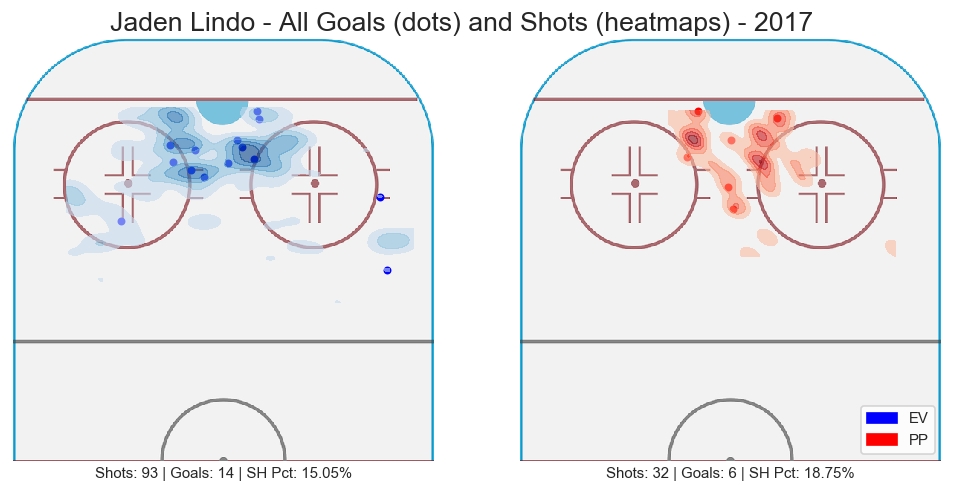 Jaden Lindo - All Goals (dots) and Shots (heatmaps) - 2017
EV
PP
Shots: 93 | Goals: 14 | SH Pct: 15.05%
Shots: 32 | Goals: 6 | SH Pct: 18.75%